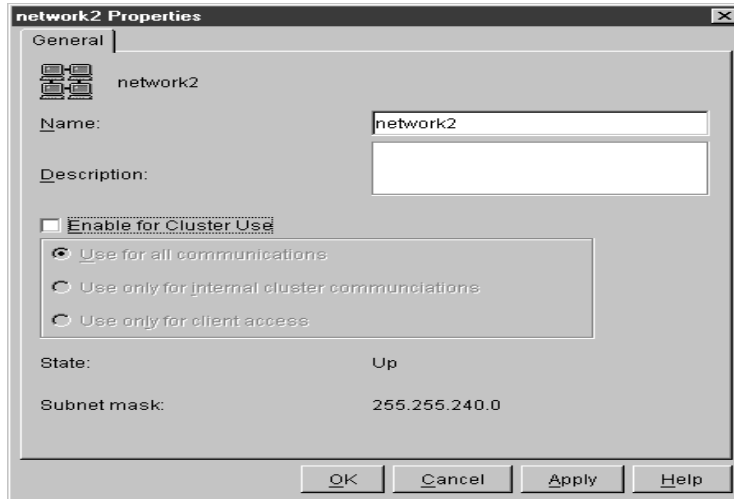 network2 Properties
General
network2
Name:
network2
Description:
Enable for Cluster Use
Use for all communications
Use only for internal cluster communciations
Use only for client access
State:
Up
Subnet mask:
255.255.240.0
OK
Cancel
Apply
Help